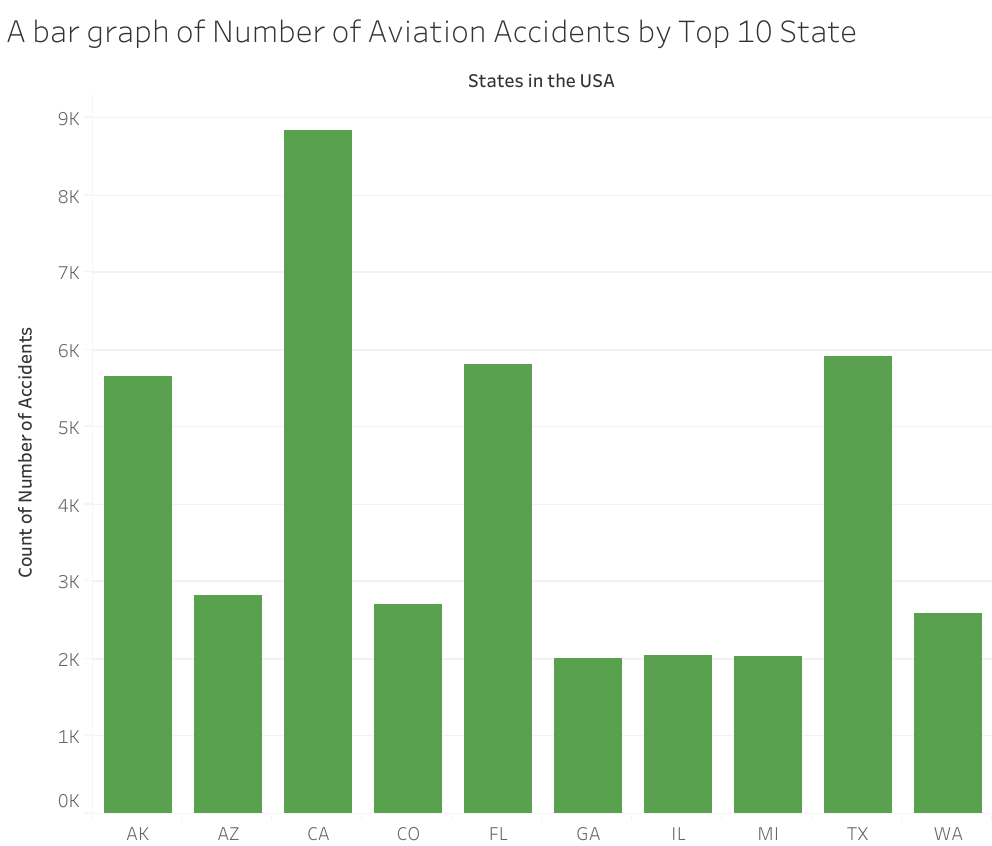 A bar graph of Number of Aviation Accidents by Top 10 State
States in the USA
Count of Number of Accidents
9K
8K
7K
6K
5K
4K
3K
2K
1K
0K
AK AZ CA CO FL GA IL MI TX WA